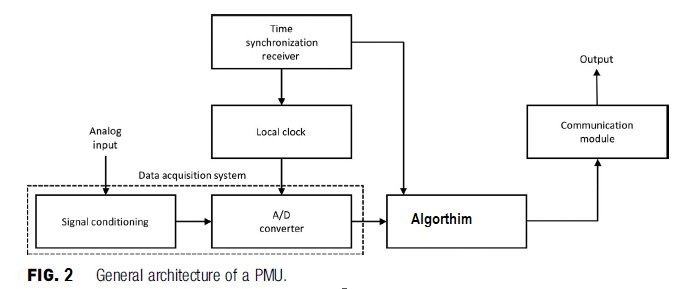 Time
synchronization
receiver
Output
Analog
input
Local clock
Communication
module
Data acquisition system
Signal conditioning
A/D
converter
Algorthim
FIG. 2 General architecture of a PMU.